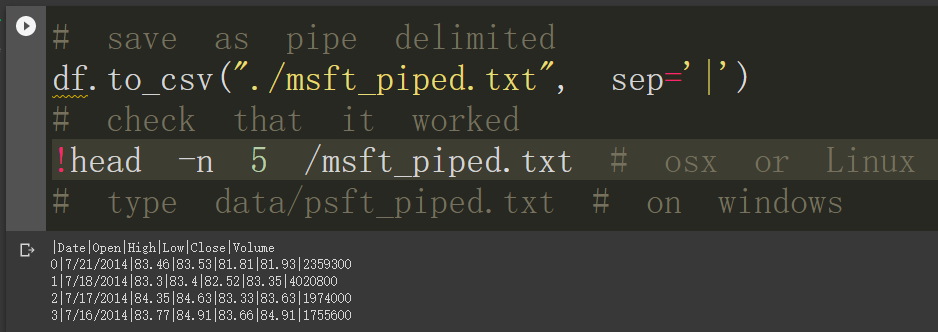 # save as pipe delimited
df.to_csv("./msft_piped.txt", sep='|')
# check that it worked
!head -n 5 /msft_piped.txt # osx or Linux
# type data/psft_piped.txt # on windows
|Date|Open|High|Low|Close|Volume
0|7/21/2014|83.46|83.53|81.81|81.93|2359300
1|7/18/2014|83.3|83.4|82.52|83.35|4020800
2|7/17/2014|84.35|84.63|83.33|83.63|1974000
3|7/16/2014|83.77|84.91|83.66|84.91|1755600